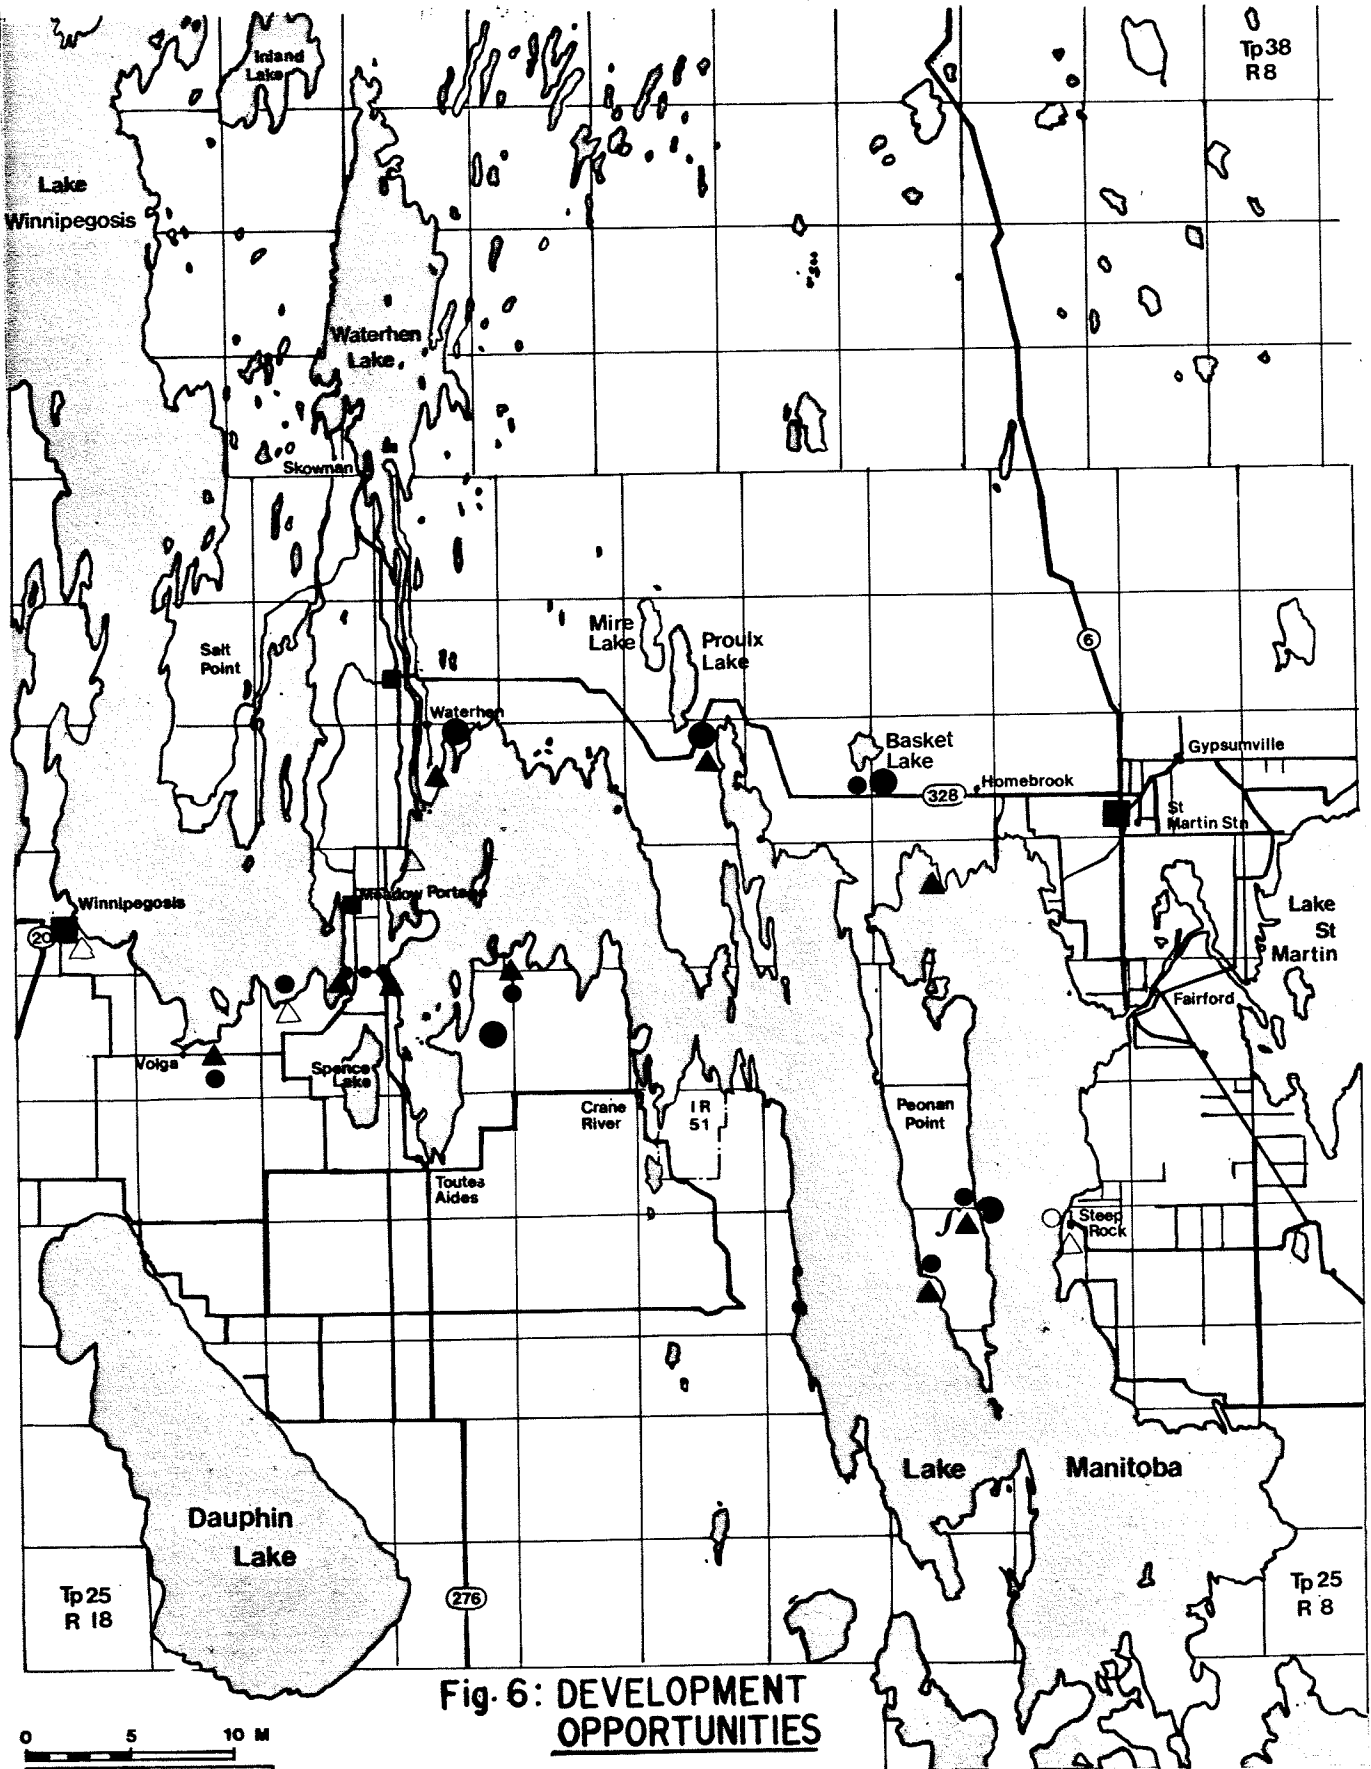 Inland
Lake
Tp 38
R 8
Lake
Winnipegosis
Waterhen
Lake
Skownan
Mire
Lake
Proulx
Lake
6
Salt
Point
Waterhen
Basket
Lake
Gypsumville
Homebrook
328
St
Martin Stn
Meadow Portage
Winnipegosis
20
Lake
St
Martin
Fairford
Volga
Spence
Lake
Crane
River
I R
51
Peonan
Point
Toutes
Aides
Steep
Rock
Lake Manitoba
Dauphin
Lake
Tp 25
R 18
276
Tp 25
R 8
Fig. 6: DEVELOPMENT
OPPORTUNITIES
0 5 10 M